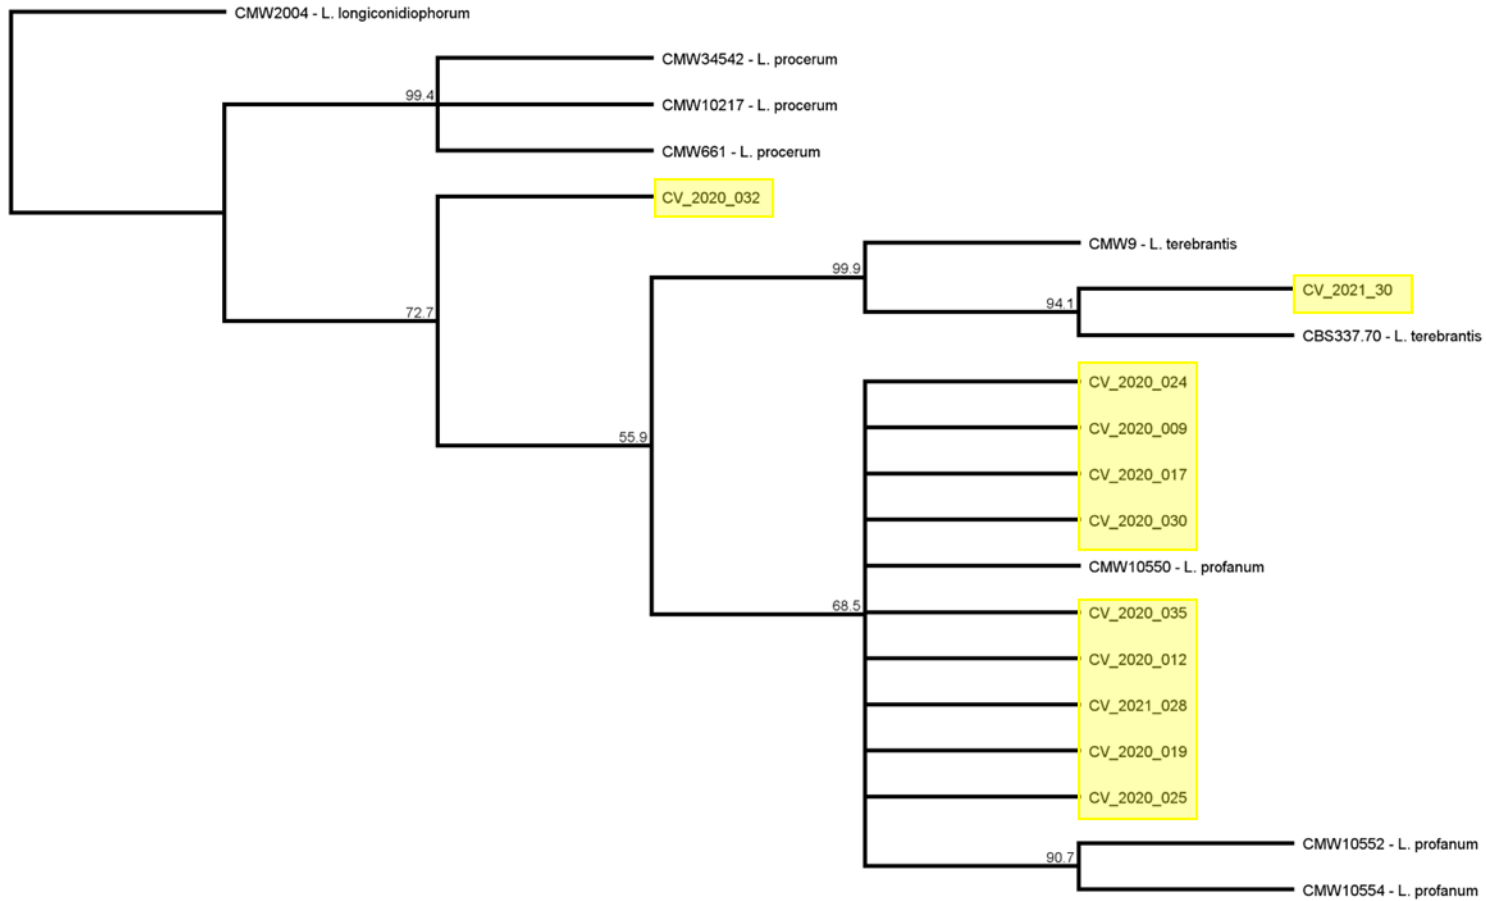 CMW2004 - L. longiconidiophorum
CMW34542 - L. procerum
99.4
CMW10217 - L. procerum
CMW661 - L. procerum
CV_2020_032
CMW9 - L. terebrantis
99.9
CV_2021_30
94.1
72.7
CBS337.70 - L. terebrantis
CV_2020_024
CV_2020_009
55.9
CV_2020_017
CV_2020_030
CMW10550 - L. profanum
68.5
CV_2020_035
CV_2020_012
CV_2021_028
CV_2020_019
CV_2020_025
CMW10552 - L. profanum
90.7
CMW10554 - L. profanum